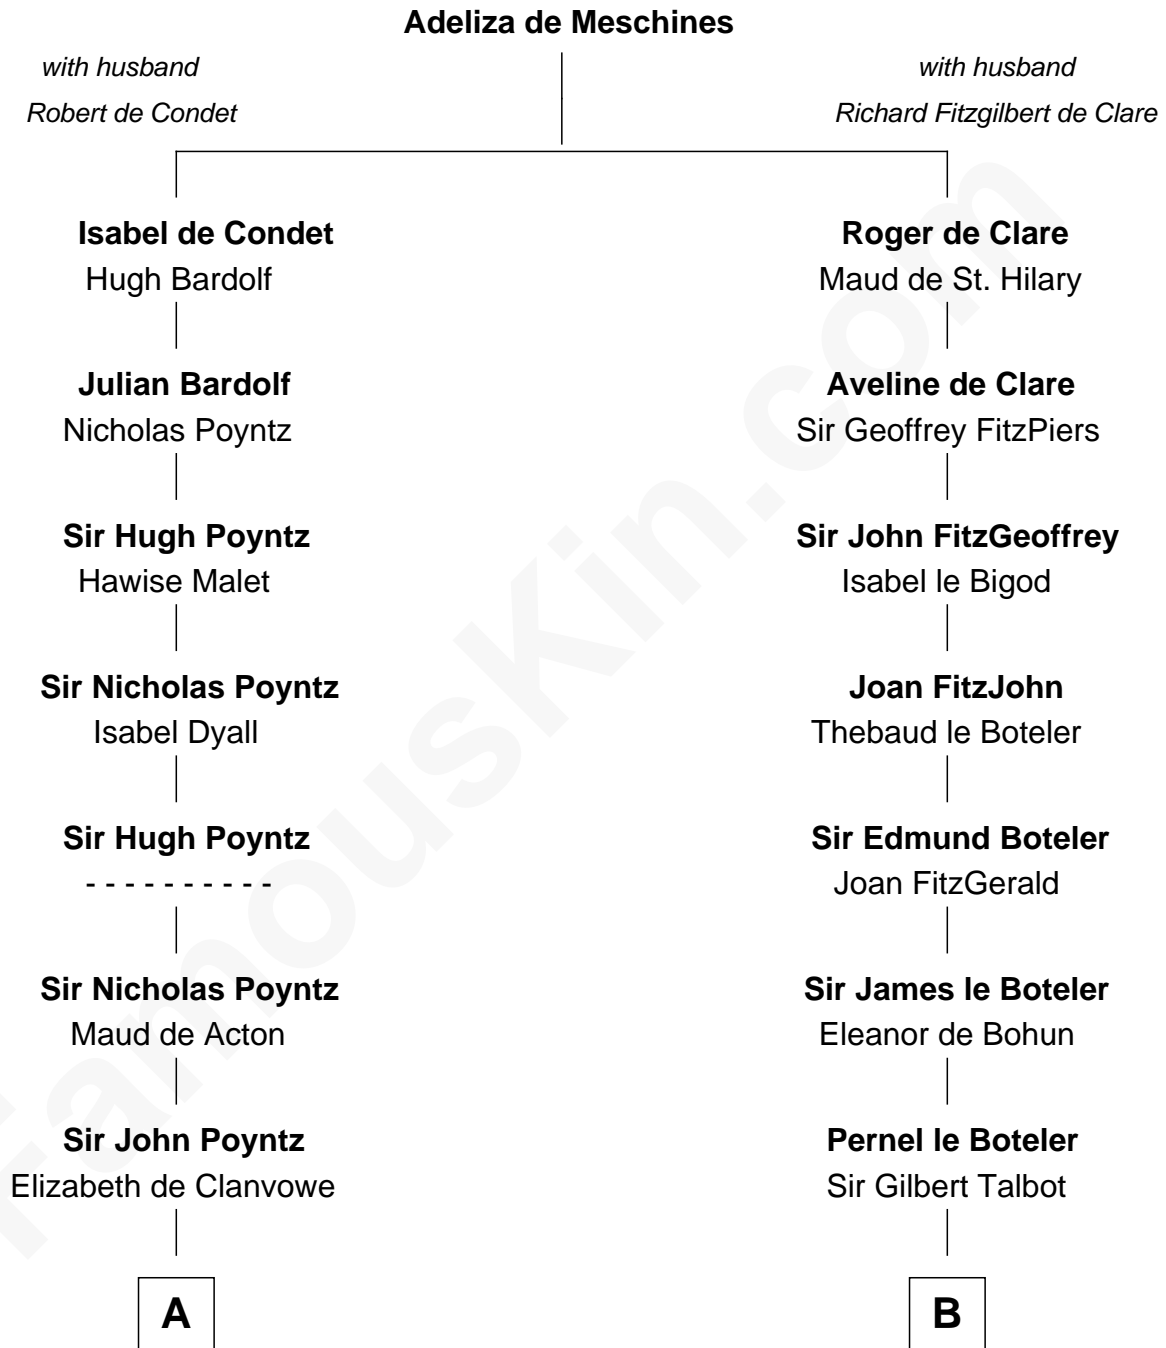 Adeliza de Meschines
with husband
Robert de Condet
with husband
Richard Fitzgilbert de Clare
Isabel de Condet
Hugh Bardolf
Roger de Clare
Maud de St. Hilary
Julian Bardolf
Nicholas Poyntz
Aveline de Clare
Sir Geoffrey FitzPiers
Sir Hugh Poyntz
Hawise Malet
Sir John FitzGeoffrey
Isabel le Bigod
Sir Nicholas Poyntz
Isabel Dyall
Joan FitzJohn
Thebaud le Boteler
Sir Hugh Poyntz
- - - - - - - - - -
Sir Edmund Boteler
Joan FitzGerald
Sir Nicholas Poyntz
Maud de Acton
Sir James le Boteler
Eleanor de Bohun
Sir John Poyntz
Elizabeth de Clanvowe
Pernel le Boteler
Sir Gilbert Talbot
A
B
FamousKin.com